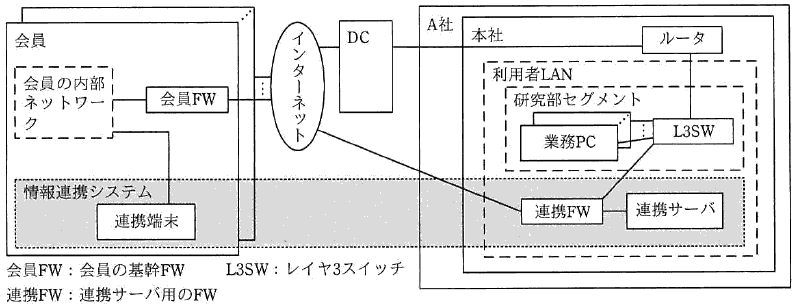 会員
会員の内部
ネットワー
ク
会員FW
インターネット
DC
A社
本社
ルータ
利用者LAN
研究部セグメント
業務PC
L3SW
情報連携システム
連携端末
連携FW
連携サーバ
会員FW：会員の基幹FW
L3SW：レイヤ3スイッチ
連携FW：連携サーバ用のFW